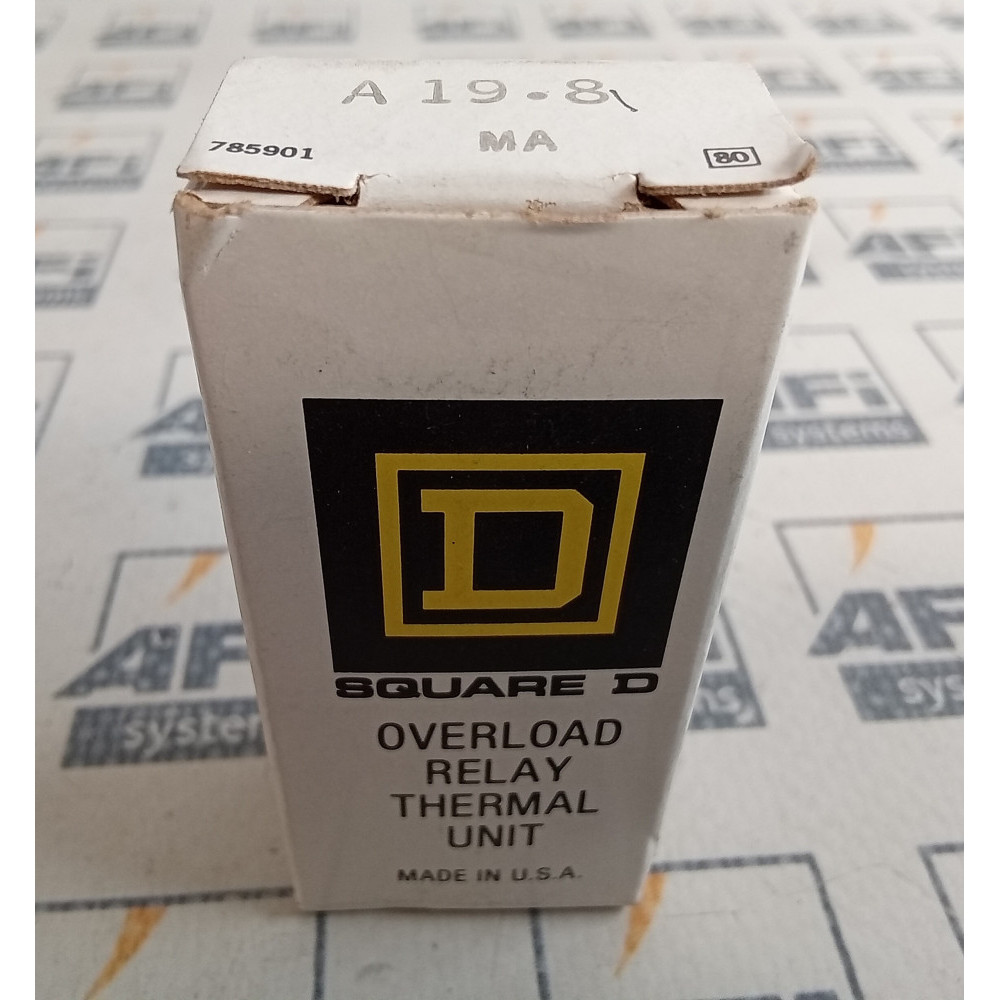 A 19.8
MA
785901
80
D
SQUARE D
OVERLOAD
RELAY
THERMAL
UNIT
MADE IN U.S.A.
AFi
systems